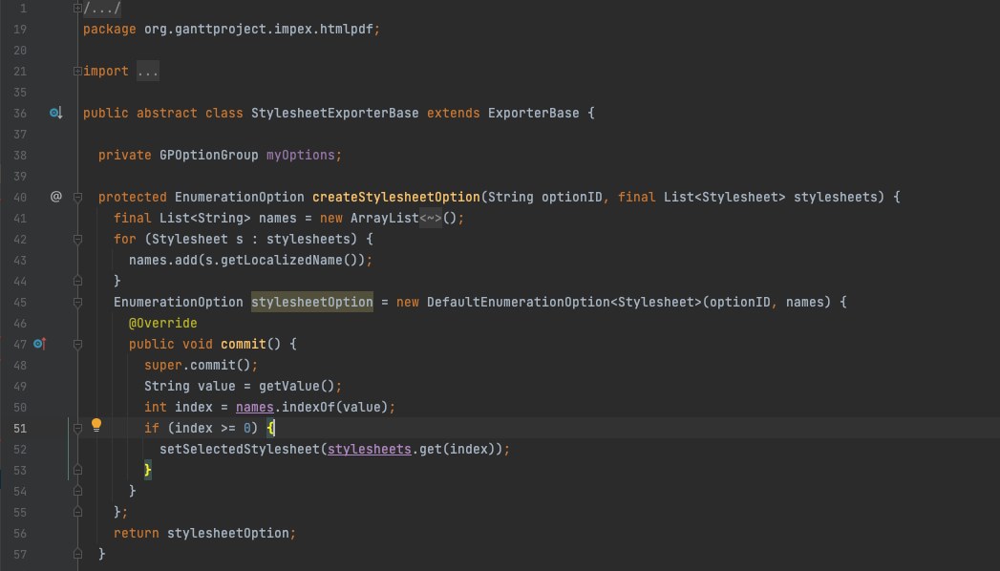 1 /.../
19 package org.ganttproject.impex.htmlpdf;
20
21 import ...
35
36 public abstract class StylesheetExporterBase extends ExporterBase {
37
38 private GPOptionGroup myOptions;
39
40 @ protected EnumerationOption createStylesheetOption(String optionID, final List<Stylesheet> stylesheets) {
41 final List<String> names = new ArrayList<~>();
42 for (Stylesheet s : stylesheets) {
43 names.add(s.getLocalizedName());
44 }
45 EnumerationOption stylesheetOption = new DefaultEnumerationOption<Stylesheet>(optionID, names) {
46 @Override
47 public void commit() {
48 super.commit();
49 String value = getValue();
50 int index = names.indexOf(value);
51 if (index >= 0) {
52 setSelectedStylesheet(stylesheets.get(index));
53 }
54 }
55 };
56 return stylesheetOption;
57 }